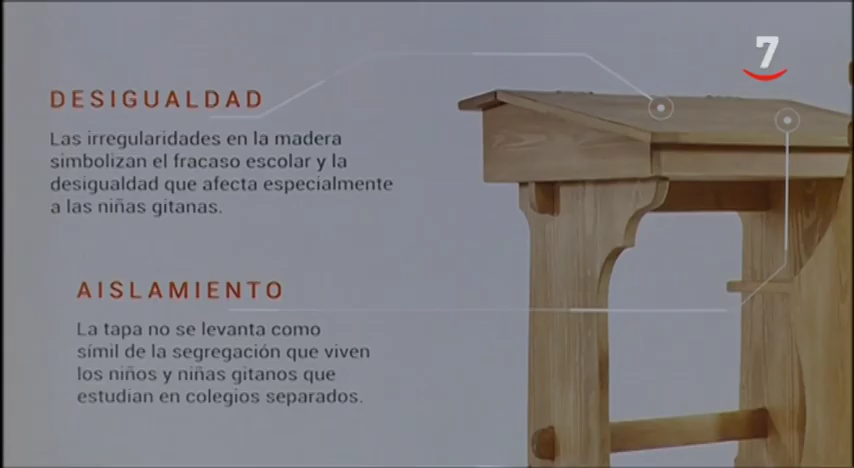 7
DESIGUALDAD
Las irregularidades en la madera
simbolizan el fracaso escolar y la
desigualdad que afecta especialmente
a las niñas gitanas.
AISLAMIENTO
La tapa no se levanta como
símil de la segregación que viven
los niños y niñas gitanos que
estudian en colegios separados.